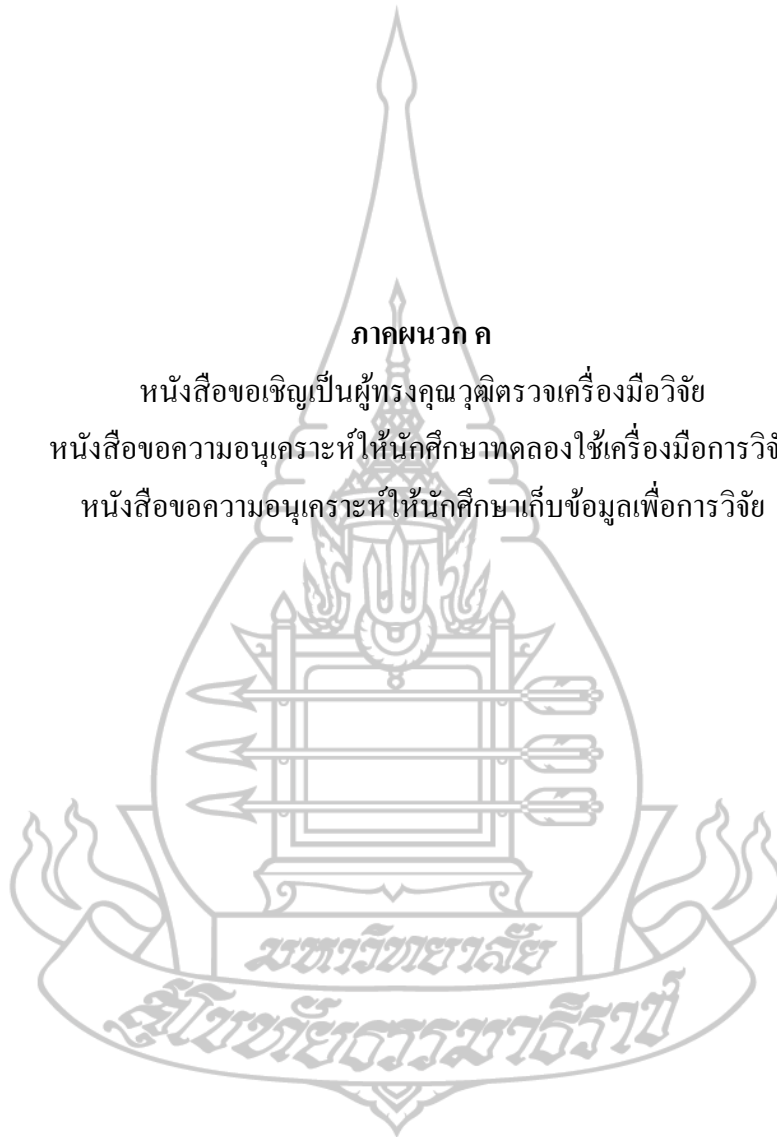 ภาคผนวก ค
หนังสือขอเชิญเป็นผู้ทรงคุณวุฒิตรวจเครื่องมือวิจัย
หนังสือขอความอนุเคราะห์ให้นักศึกษาทดลองใช้เครื่องมือการวิจั
หนังสือขอความอนุเคราะห์ให้นักศึกษาเก็บข้อมูลเพื่อการวิจัย
มหาวิทยาลัย
สุโขทัยธรรมาธิราช